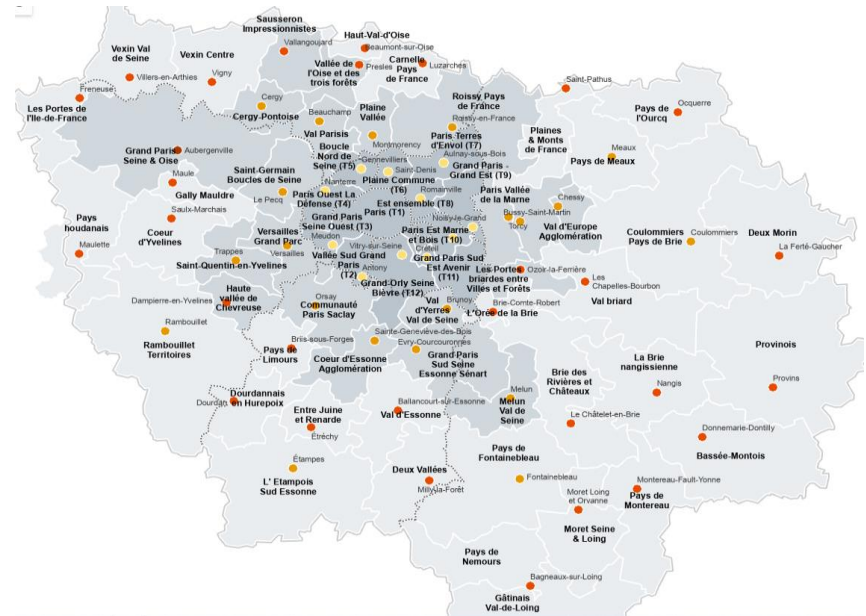 Sausseron
Impressionnistes
Vallangoujard
Haut-Val-d'Oise
Beaumont-sur-Oise
Vexin Val
de Seine
Villers-en-Arthies
Vexin Centre
Vigny
Vallée de
l'Oise et des
trois forêts
Presles
Carnelle
Pays
de France
Luzarches
Freneuse
Les Portes de
l'Ile-de-France
Cergy
Cergy-Pontoise
Beauchamp
Val Parisis
Plaine
Vallée
Montmorency
Roissy Pays
de France
Roissy-en-France
Saint-Pathus
Ocquerre
Pays de
l'Ourcq
Plaines
& Monts
de France
Meaux
Pays de Meaux
Paris Terres
d'Envol (T7)
Aulnay-sous-Bois
Grand Paris -
Grand Est (T9)
Boucle
Nord de
Seine (T5)
Gennevilliers
Saint-Denis
Plaine Commune
(T6)
Grand Paris
Seine & Oise
Aubergenville
Saint-Germain
Boucles de Seine
Le Pecq
Maule
Gally Mauldre
Saulx-Marchais
Coeur
d'Yvelines
Pays
houdanais
Maulette
Nanterre
Paris Ouest La
Défense (T4)
Romainville
Est ensemble (T8)
Paris (T1)
Paris Vallée
de la Marne
Noisy-le-Grand
Chessy
Bussy-Saint-Martin
Torcy
Val d'Europe
Agglomération
Coulommiers
Pays de Brie
Coulommiers
Deux Morin
La Ferté-Gaucher
Grand Paris
Seine Ouest (T3)
Meudon
Versailles
Grand Parc
Versailles
Trappes
Saint-Quentin-en-Yvelines
Vitry-sur-Seine
Vallée Sud Grand
Paris
(T2)
Antony
Paris Est Marne
et Bois (T10)
Créteil
Grand Paris Sud
Est Avenir
(T11)
Grand-Orly Seine
Bièvre (T12)
Les Portes
briardes entre
Villes et Forêts
Ozoir-la-Ferrière
Les
Chapelles-Bourbon
Val briard
Haute
vallée de
Chevreuse
Dampierre-en-Yvelines
Rambouillet
Rambouillet
Territoires
Orsay
Communauté
Paris Saclay
Val
d'Yerres
Val de Seine
Brunoy
Brie-Comte-Robert
L'Orée de la Brie
Briis-sous-Forges
Pays de
Limours
Sainte-Geneviève-des-Bois
Evry-Courcouronnes
Coeur d'Essonne
Agglomération
Grand Paris
Sud Seine
Essonne Sénart
Provinois
Provins
La Brie
nangissienne
Nangis
Brie des
Rivières et
Châteaux
Le Châtelet-en-Brie
Melun
Melun
Val de
Seine
Dourdan
Dourdannais
en Hurepoix
Entre Juine
et Renarde
Étréchy
Ballancourt-sur-Essonne
Val d'Essonne
Donnemarie-Dontilly
Bassée-Montois
Étampes
L' Etampois
Sud Essonne
Deux Vallées
Milly-la-Forêt
Pays de
Fontainebleau
Fontainebleau
Montereau-Fault-Yonne
Pays de
Montereau
Moret Loing
et Orvanne
Moret Seine
& Loing
Pays de
Nemours
Bagneaux-sur-Loing
Gâtinais
Val-de-Loing